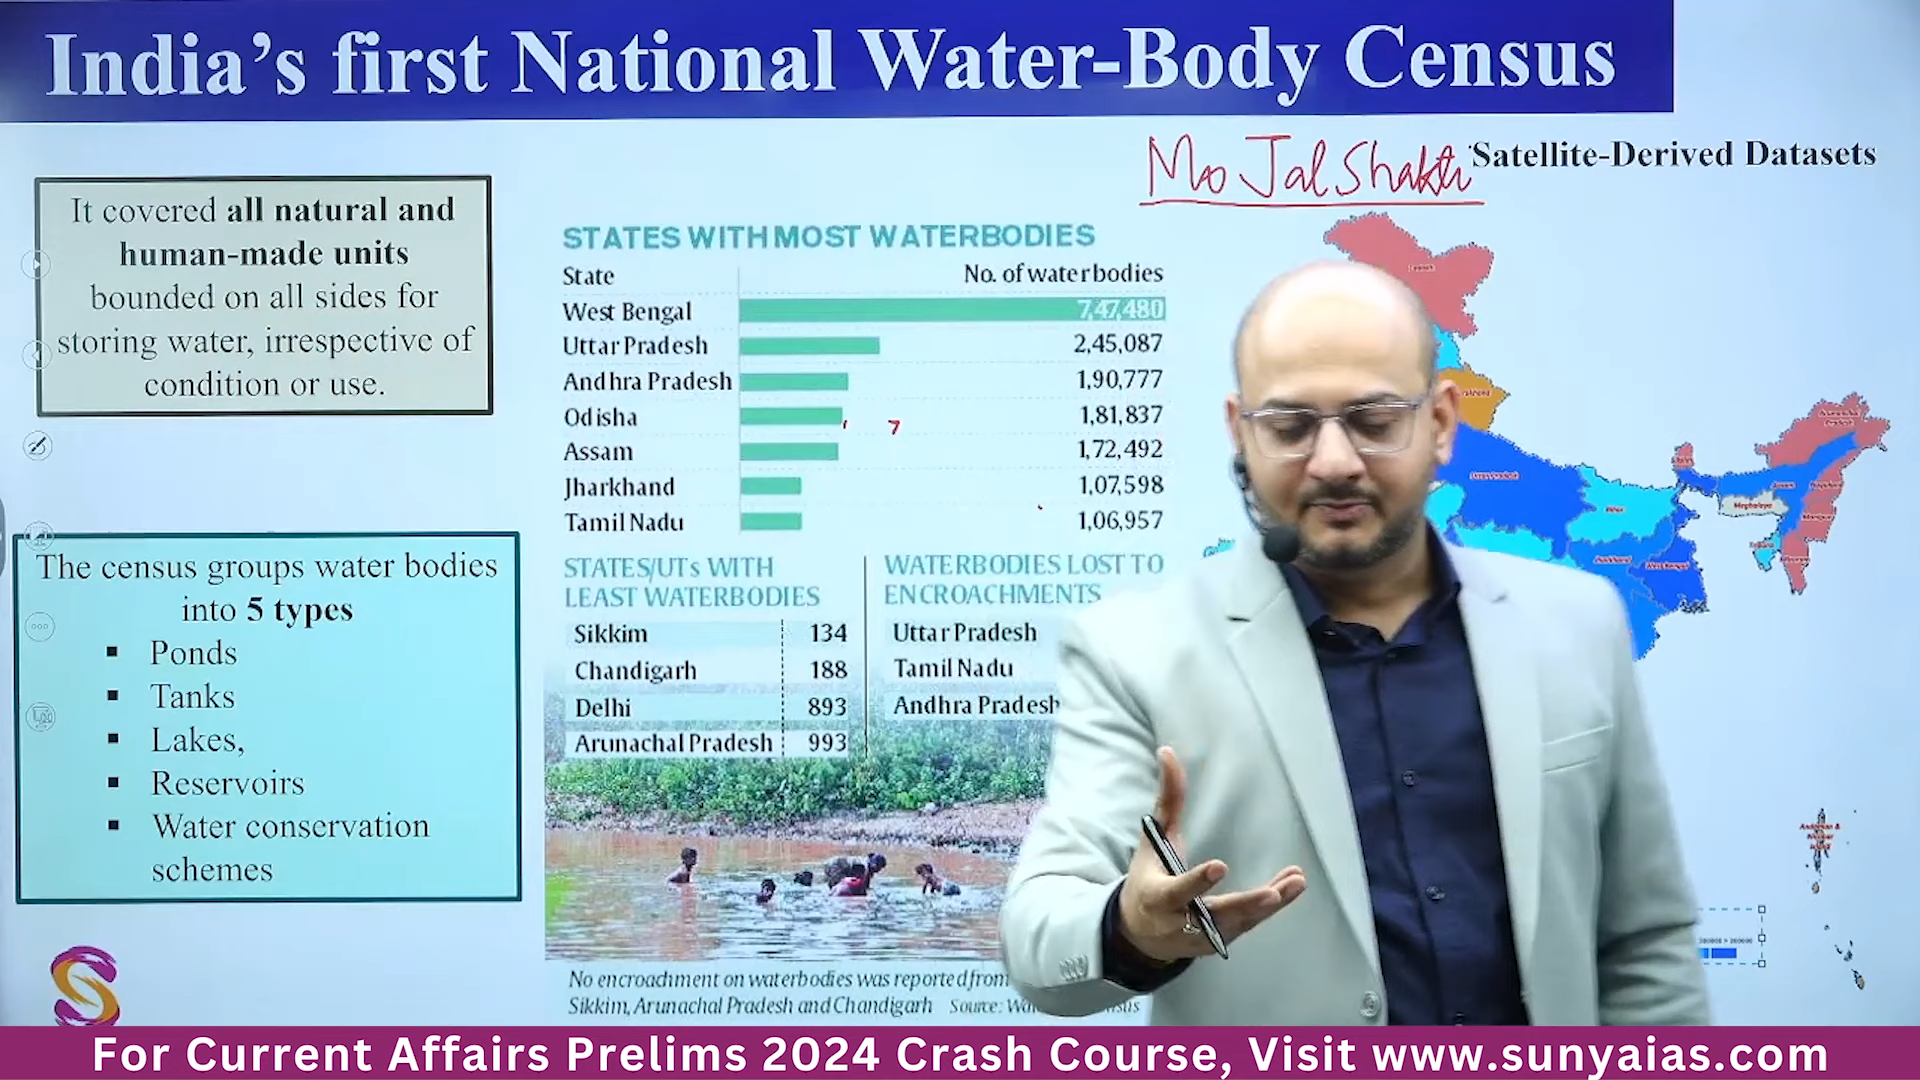 India's first National Water-Body Census
Mo Jal Shakti
Satellite-Derived Datasets
It covered all natural and
human-made units
bounded on all sides for
storing water, irrespective of
condition or use.
The census groups water bodies
into 5 types
▪ Ponds
▪ Tanks
▪ Lakes,
▪ Reservoirs
▪ Water conservation
schemes
STATES WITH MOST WATERBODIES
State No. of waterbodies
West Bengal 7,47,480
Uttar Pradesh 2,45,087
Andhra Pradesh 1,90,777
Odisha 1,81,837
Assam 1,72,492
Jharkhand 1,07,598
Tamil Nadu 1,06,957
STATES/UTs WITH
LEAST WATERBODIES
Sikkim 134
Chandigarh 188
Delhi 893
Arunachal Pradesh 993
WATERBODIES LOST TO
ENCROACHMENTS
Uttar Pradesh
Tamil Nadu
Andhra Pradesh
No encroachment on waterbodies was reported from
Sikkim, Arunachal Pradesh and Chandigarh Source:
Meghalaya
For Current Affairs Prelims 2024 Crash Course, Visit www.sunyaias.com